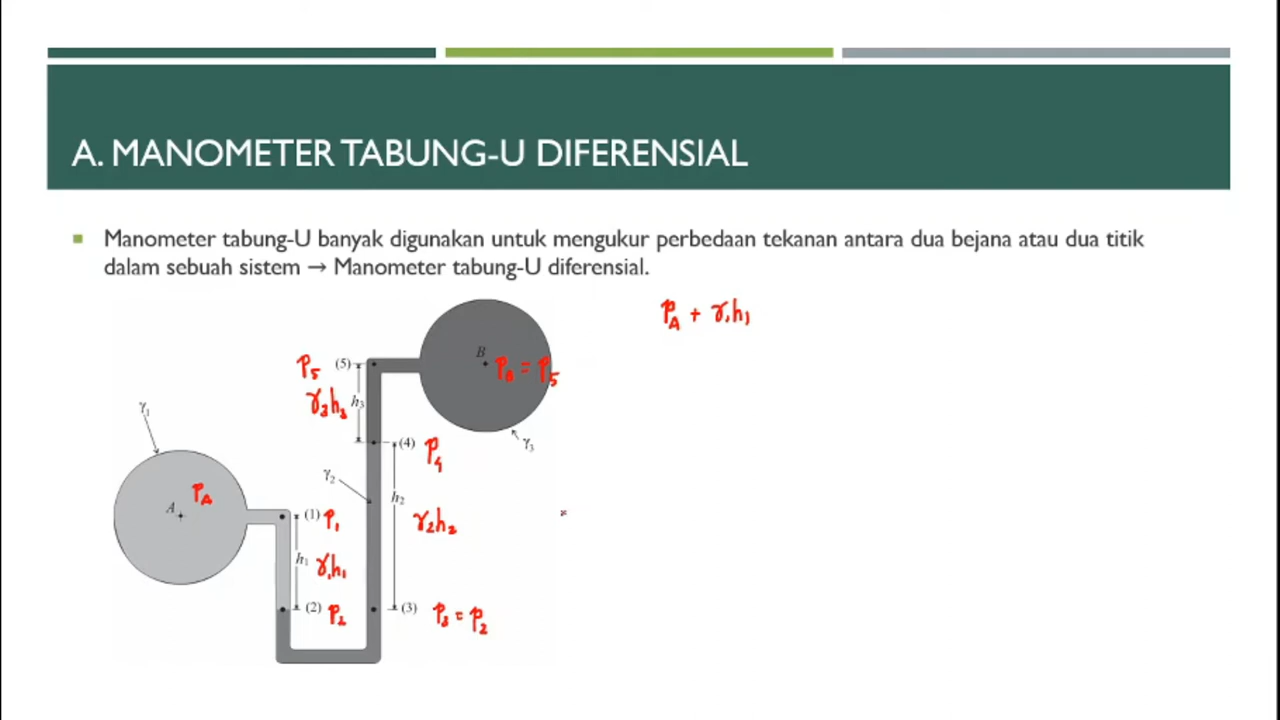 A. MANOMETER TABUNG-U DIFERENSIAL
Manometer tabung-U banyak digunakan untuk mengukur perbedaan tekanan antara dua bejana atau dua titik
dalam sebuah sistem → Manometer tabung-U diferensial.
P_A + γ₁h₁
P₅ (5)
B P_B = P₅
γ₃h₃ h₃
γ₁
(4) P₄
γ₃
γ₂
h₂
A P_A
(1) P₁
γ₂h₂
h₁ γ₁h₁
(2) P₂
(3) P₃ = P₂